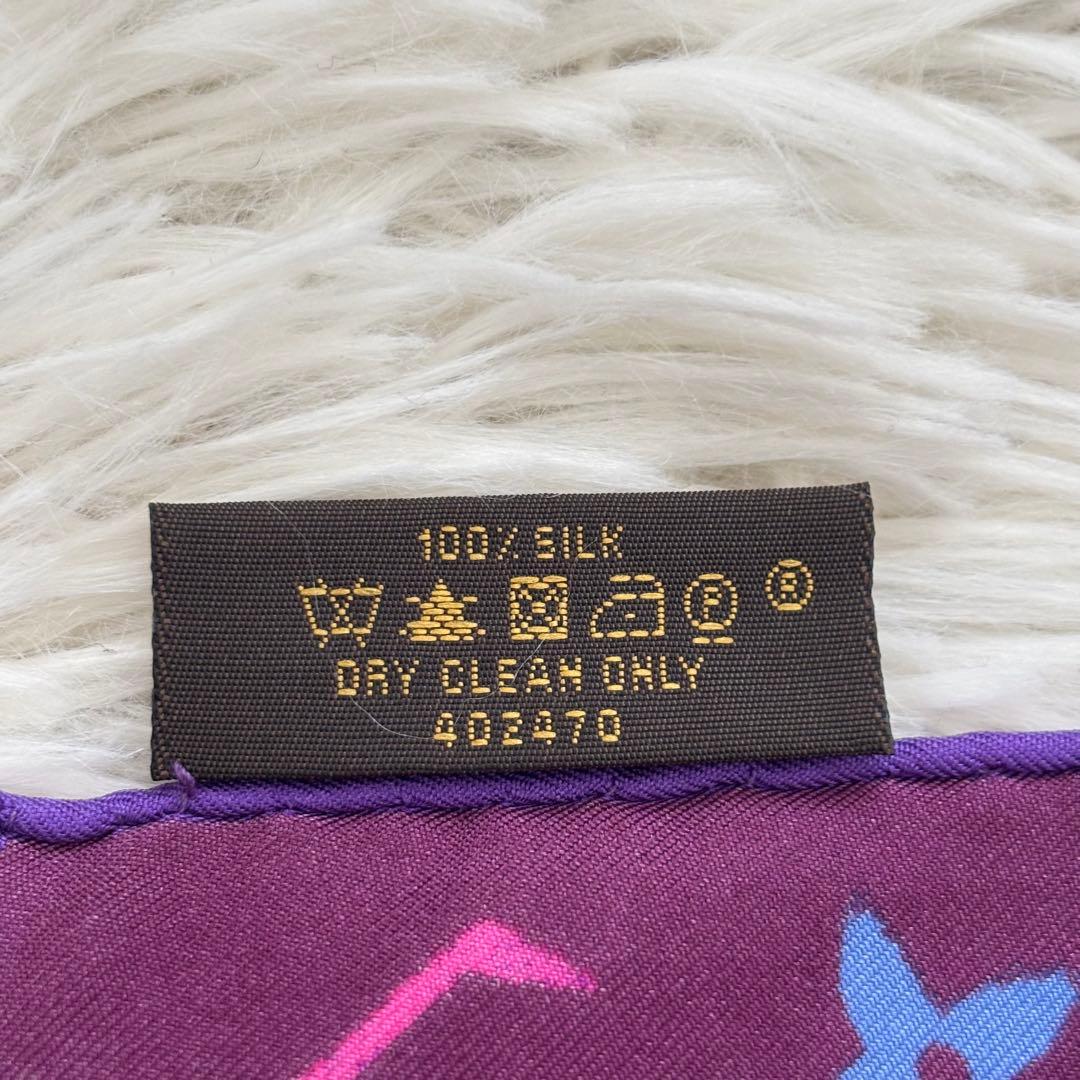 100% SILK
P ®
DRY CLEAN ONLY
402470